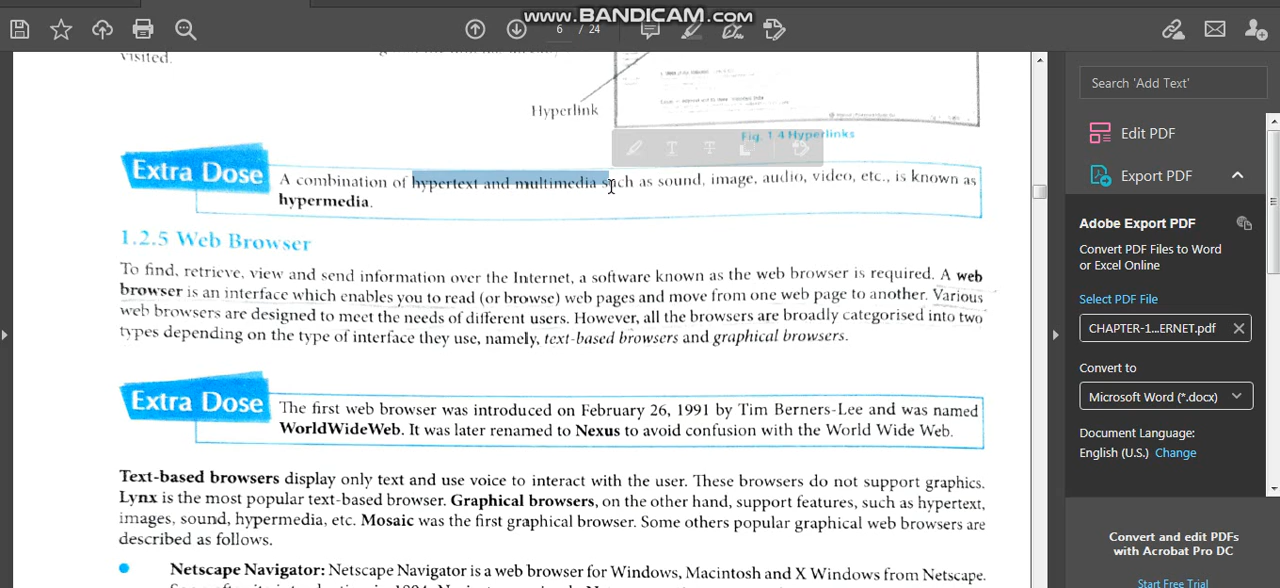 www.BANDICAM.com
6 / 24
visited.
Hyperlink
Fig. 1 4 Hyperlinks
Extra Dose
A combination of hypertext and multimedia such as sound, image, audio, video, etc., is known as
hypermedia.
1.2.5 Web Browser
To find, retrieve, view and send information over the Internet, a software known as the web browser is required. A web
browser is an interface which enables you to read (or browse) web pages and move from one web page to another. Various
web browsers are designed to meet the needs of different users. However, all the browsers are broadly categorised into two
types depending on the type of interface they use, namely, text-based browsers and graphical browsers.
Extra Dose
The first web browser was introduced on February 26, 1991 by Tim Berners-Lee and was named
WorldWideWeb. It was later renamed to Nexus to avoid confusion with the World Wide Web.
Text-based browsers display only text and use voice to interact with the user. These browsers do not support graphics.
Lynx is the most popular text-based browser. Graphical browsers, on the other hand, support features, such as hypertext,
images, sound, hypermedia, etc. Mosaic was the first graphical browser. Some others popular graphical web browsers are
described as follows.
Netscape Navigator: Netscape Navigator is a web browser for Windows, Macintosh and X Windows from Netscape.
Search 'Add Text'
Edit PDF
Export PDF
Adobe Export PDF
Convert PDF Files to Word
or Excel Online
Select PDF File
CHAPTER-1...ERNET.pdf
Convert to
Microsoft Word (*.docx)
Document Language:
English (U.S.) Change
Convert and edit PDFs
with Acrobat Pro DC
Start Free Trial